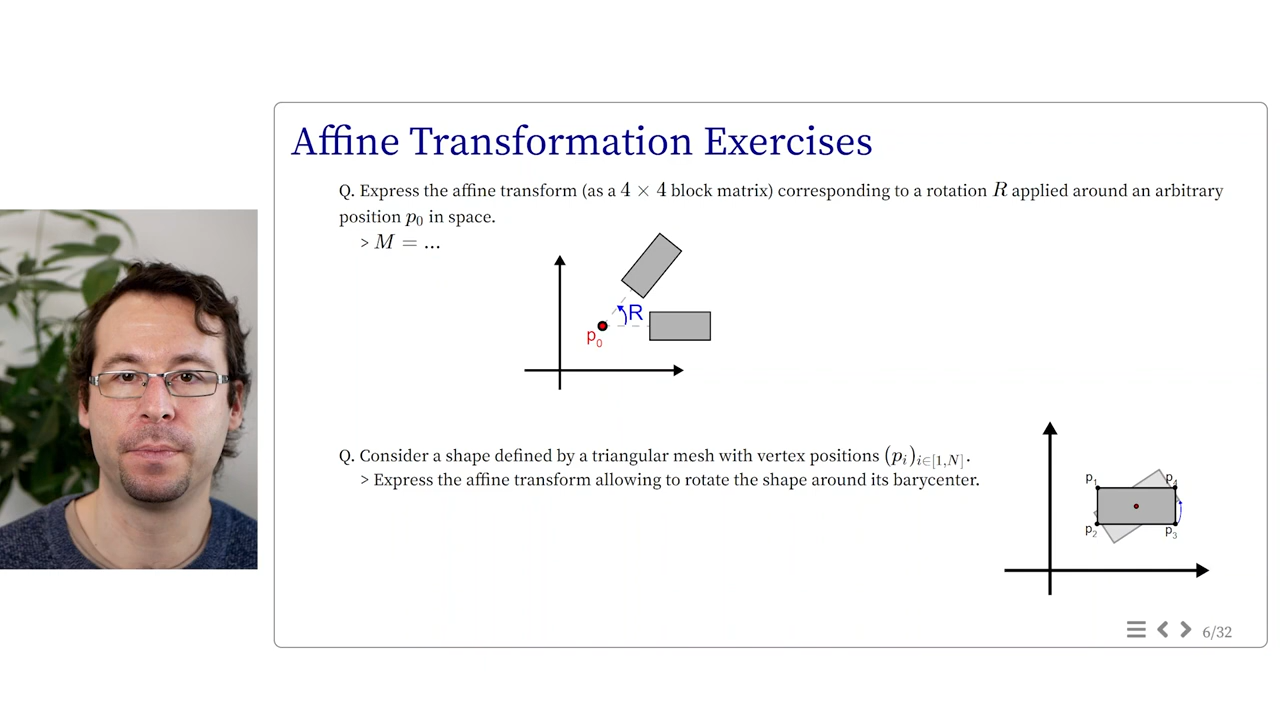 Affine Transformation Exercises
Q. Express the affine transform (as a 4 × 4 block matrix) corresponding to a rotation R applied around an arbitrary
position p₀ in space.
> M = ...
R
p₀
Q. Consider a shape defined by a triangular mesh with vertex positions (pᵢ)ᵢ∈[1,N].
> Express the affine transform allowing to rotate the shape around its barycenter.
p₁ p₄
p₂ p₃
6/32